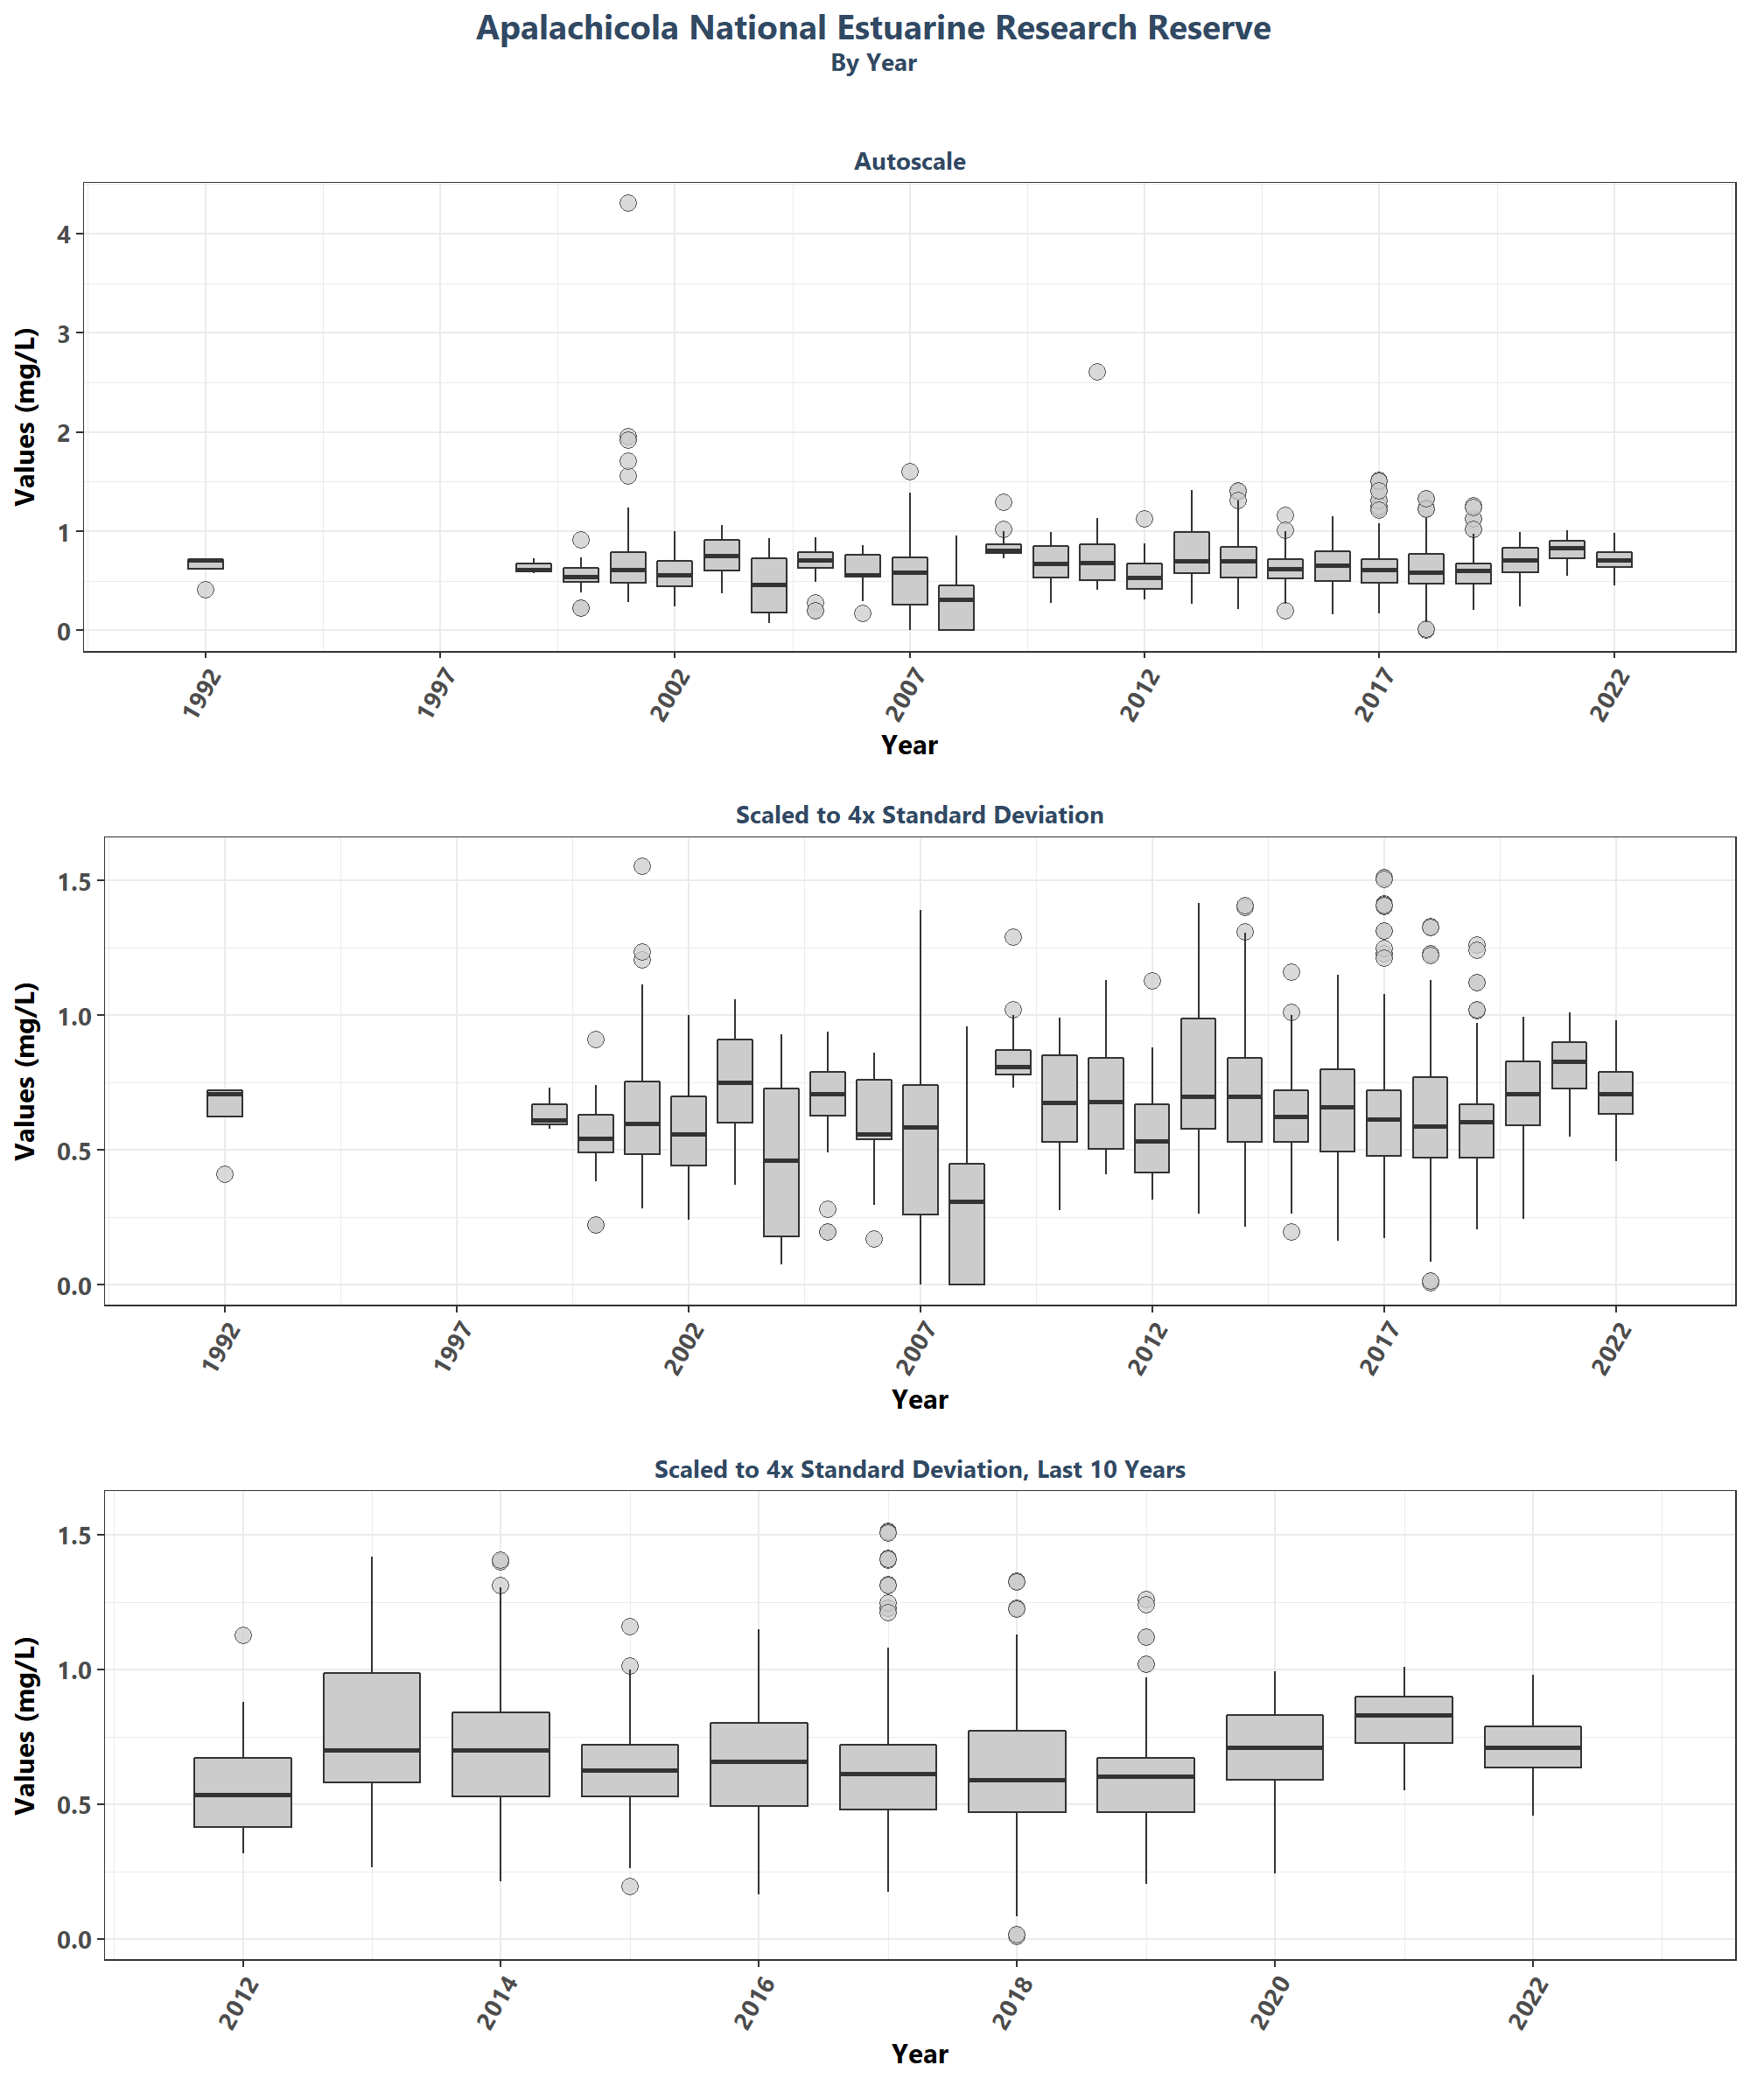 Apalachicola National Estuarine Research Reserve
By Year
Autoscale
Values (mg/L)
4
3
2
1
0
1992 1997 2002 2007 2012 2017 2022
Year
Scaled to 4x Standard Deviation
Values (mg/L)
1.5
1.0
0.5
0.0
1992 1997 2002 2007 2012 2017 2022
Year
Scaled to 4x Standard Deviation, Last 10 Years
Values (mg/L)
1.5
1.0
0.5
0.0
2012 2014 2016 2018 2020 2022
Year